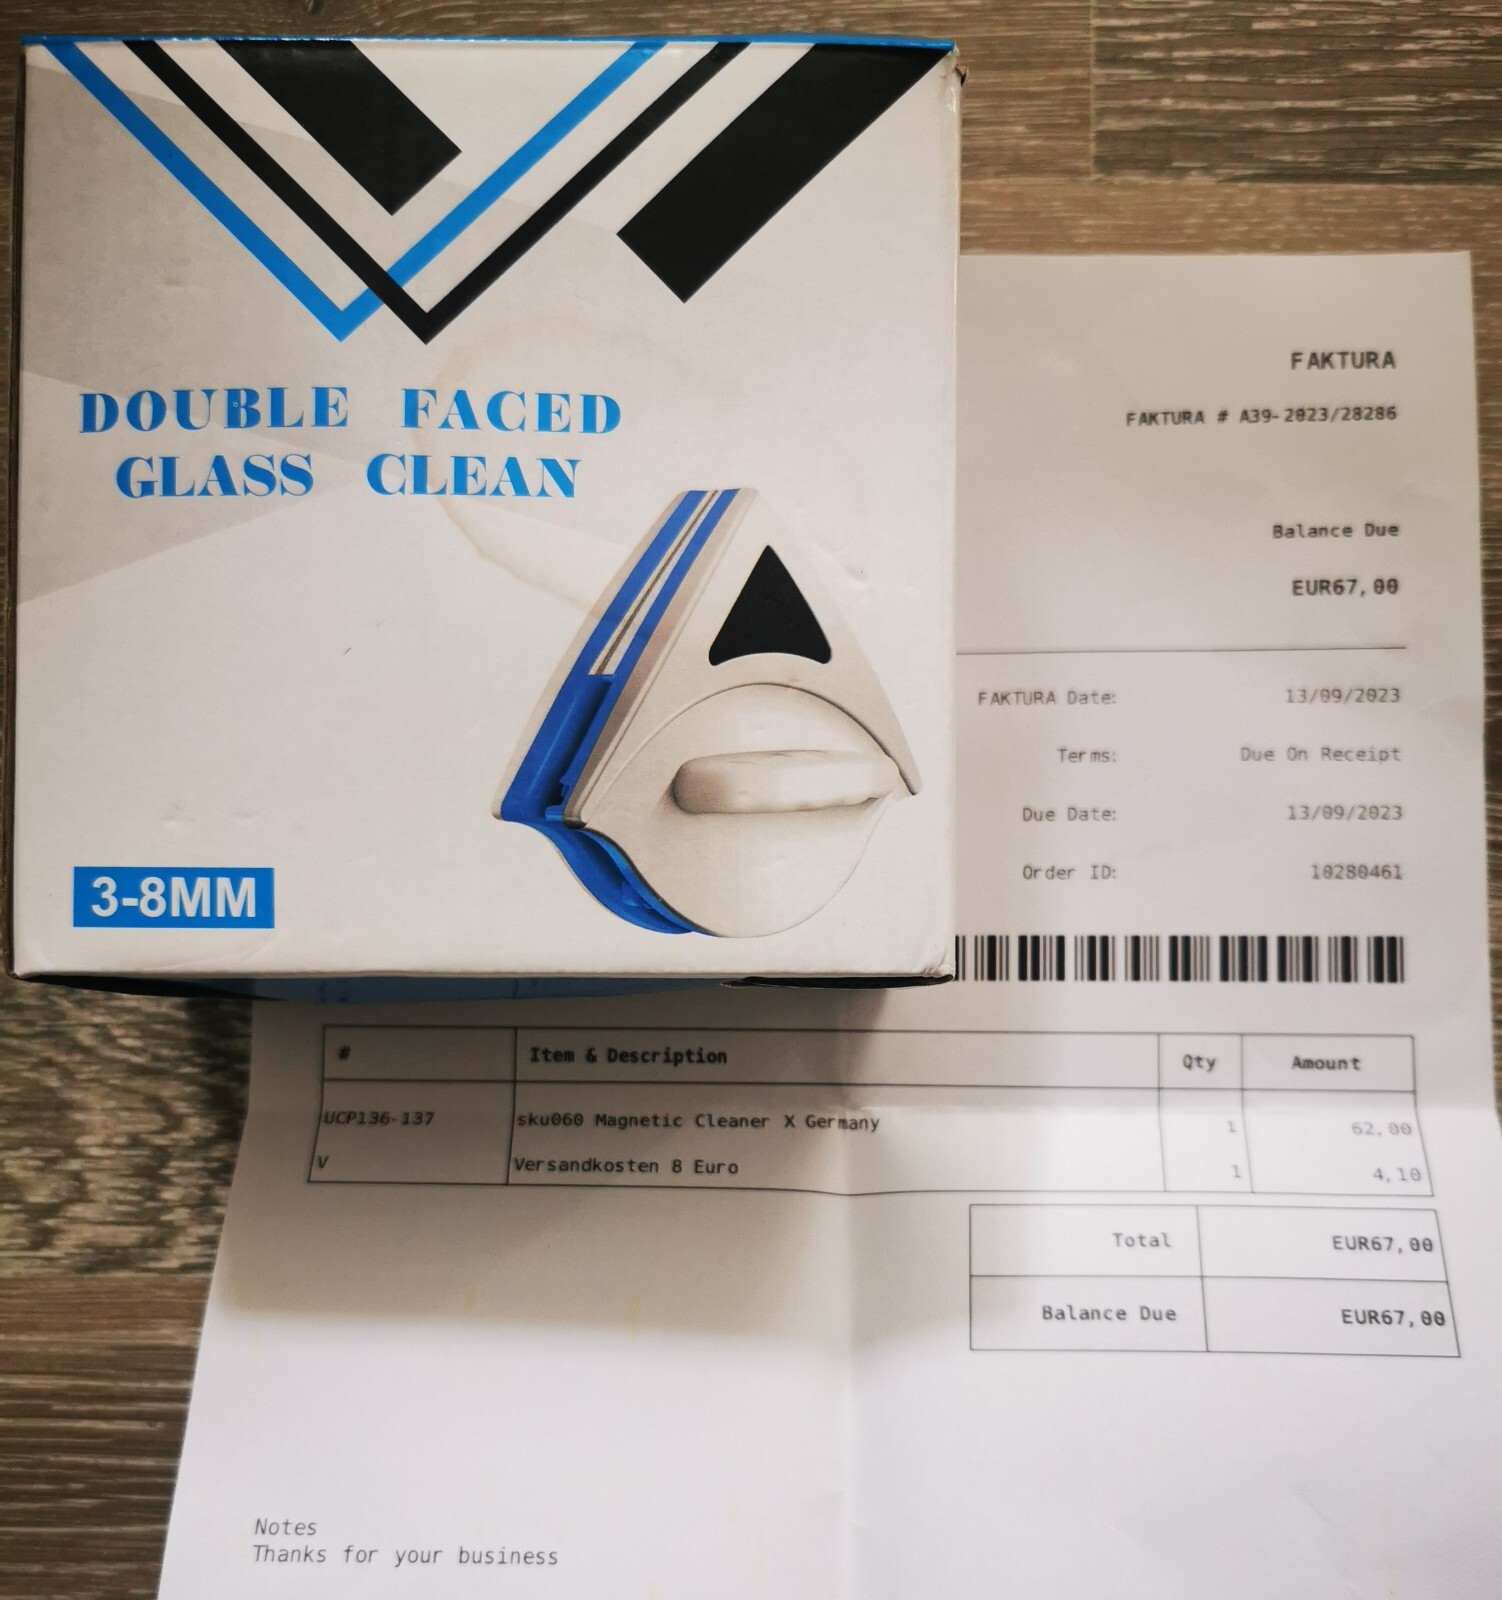 DOUBLE FACED
GLASS CLEAN
3-8MM
FAKTURA
FAKTURA # A39-2023/28286
Balance Due
EUR67,00
FAKTURA Date: 13/09/2023
Terms: Due On Receipt
Due Date: 13/09/2023
Order ID: 10280461
# Item & Description Qty Amount
UCP136-137 sku060 Magnetic Cleaner X Germany 1 62,00
V Versandkosten 8 Euro 1 4,10
Total EUR67,00
Balance Due EUR67,00
Notes
Thanks for your business